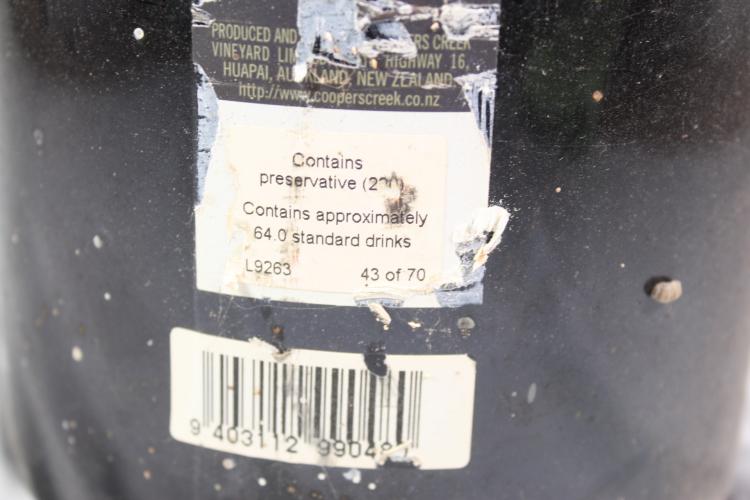 PRODUCED AND
VINEYARD HIGHWAY 16,
HUAPAI, NEW ZEALAND
http://www.cooperscreek.co.nz
Contains
preservative
Contains approximately
64.0 standard drinks
L9263 43 of 70
9 403112